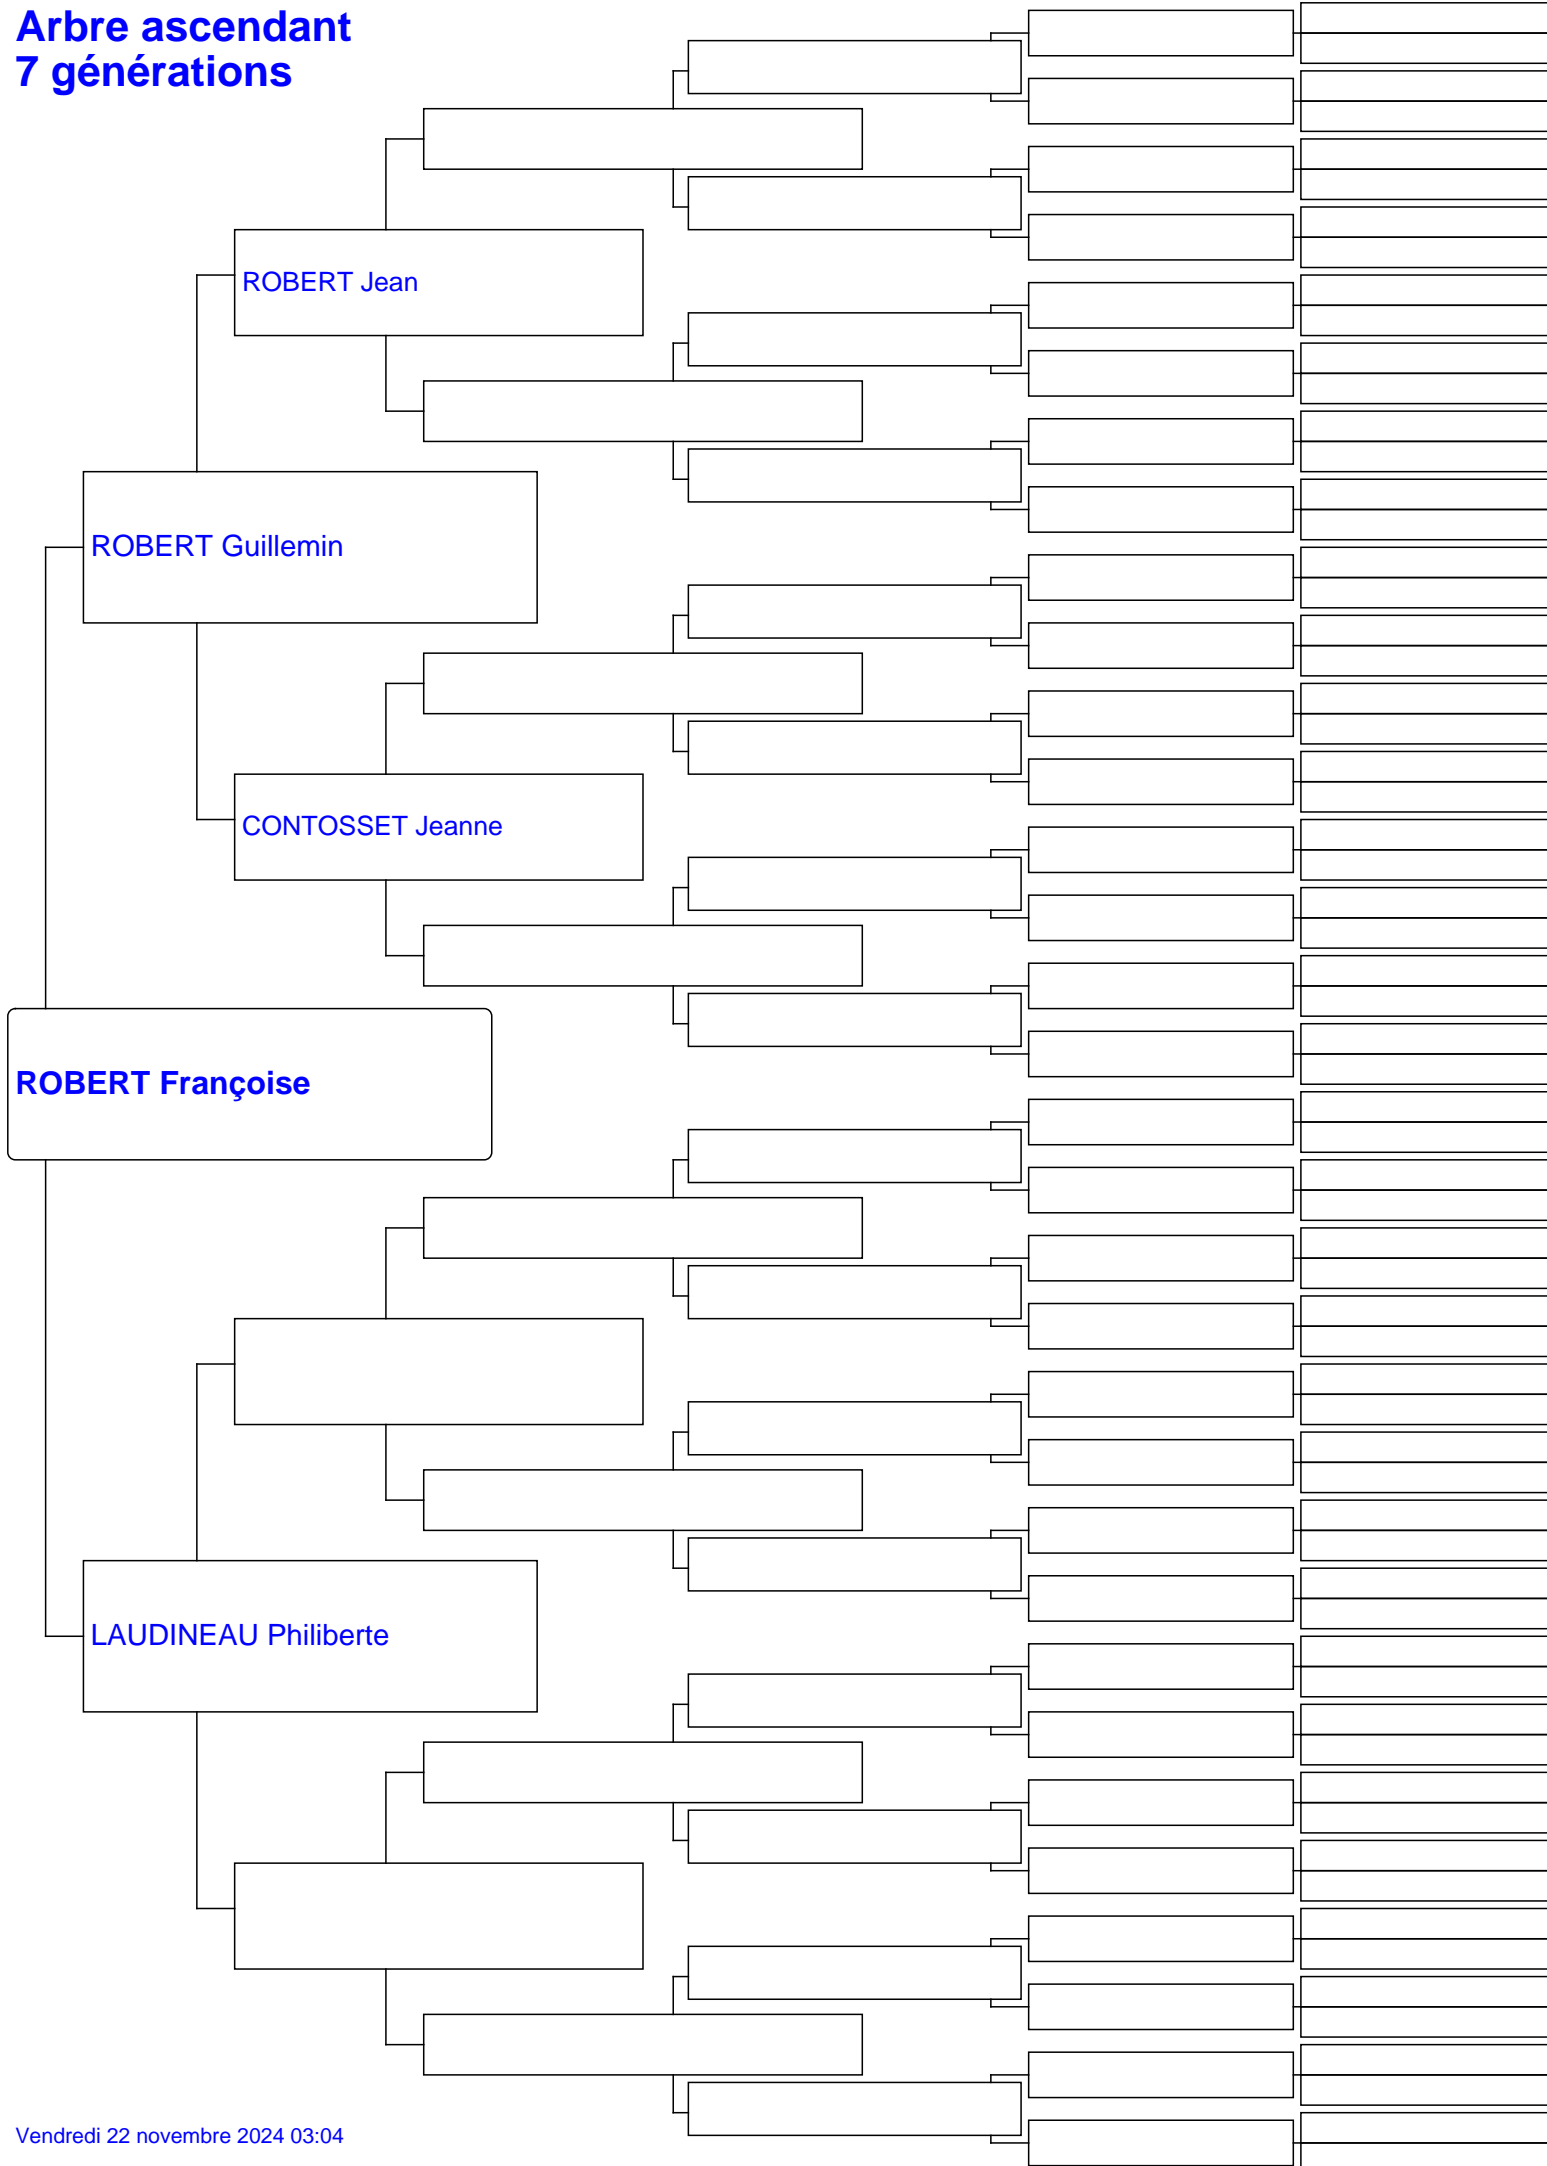 Arbre ascendant
7 générations
ROBERT Jean
ROBERT Guillemin
CONTOSSET Jeanne
ROBERT Françoise
LAUDINEAU Philiberte
Vendredi 22 novembre 2024 03:04